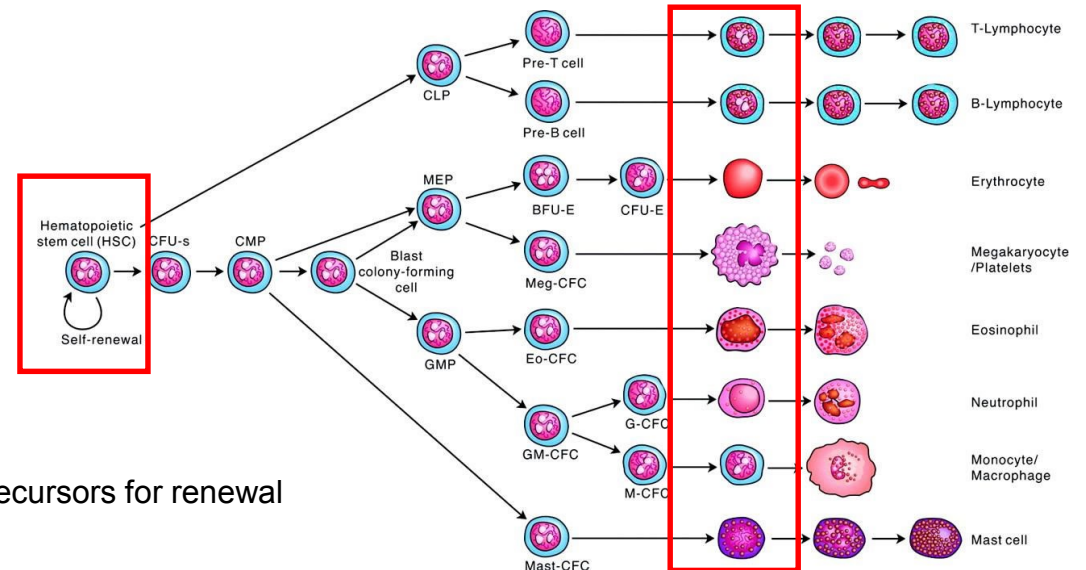 T-Lymphocyte
Pre-T cell
CLP
B-Lymphocyte
Pre-B cell
MEP
Erythrocyte
BFU-E
CFU-E
Hematopoietic
stem cell (HSC)
CFU-s
CMP
Blast
colony-forming
cell
Megakaryocyte
/Platelets
Meg-CFC
Self-renewal
Eosinophil
GMP
Eo-CFC
Neutrophil
G-CFC
GM-CFC
Monocyte/
Macrophage
M-CFC
ecursors for renewal
Mast cell
Mast-CFC